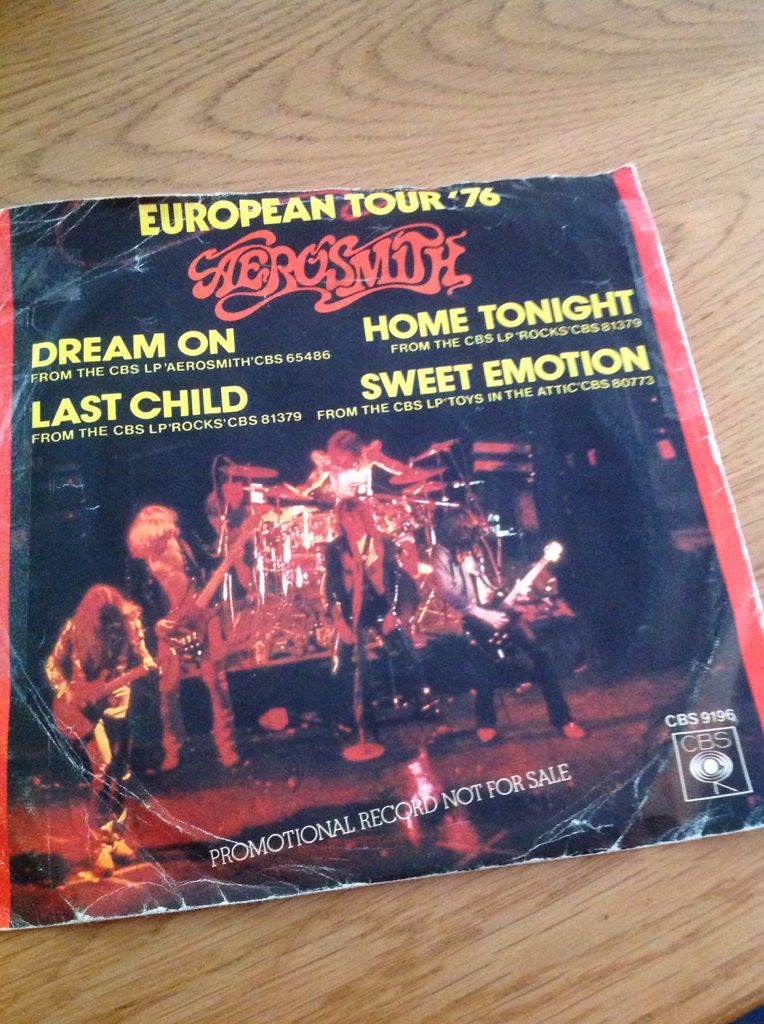 EUROPEAN TOUR '76
AEROSMITH
DREAM ON
FROM THE CBS LP 'AEROSMITH' CBS 65486
HOME TONIGHT
FROM THE CBS LP 'ROCKS' CBS 81379
LAST CHILD
FROM THE CBS LP 'ROCKS' CBS 81379
SWEET EMOTION
FROM THE CBS LP 'TOYS IN THE ATTIC' CBS 80773
CBS 9196
CBS
PROMOTIONAL RECORD NOT FOR SALE